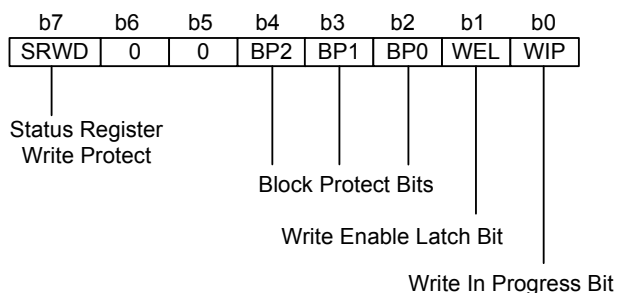 b7 b6 b5 b4 b3 b2 b1 b0
SRWD 0 0 BP2 BP1 BP0 WEL WIP
Status Register
Write Protect
Block Protect Bits
Write Enable Latch Bit
Write In Progress Bit